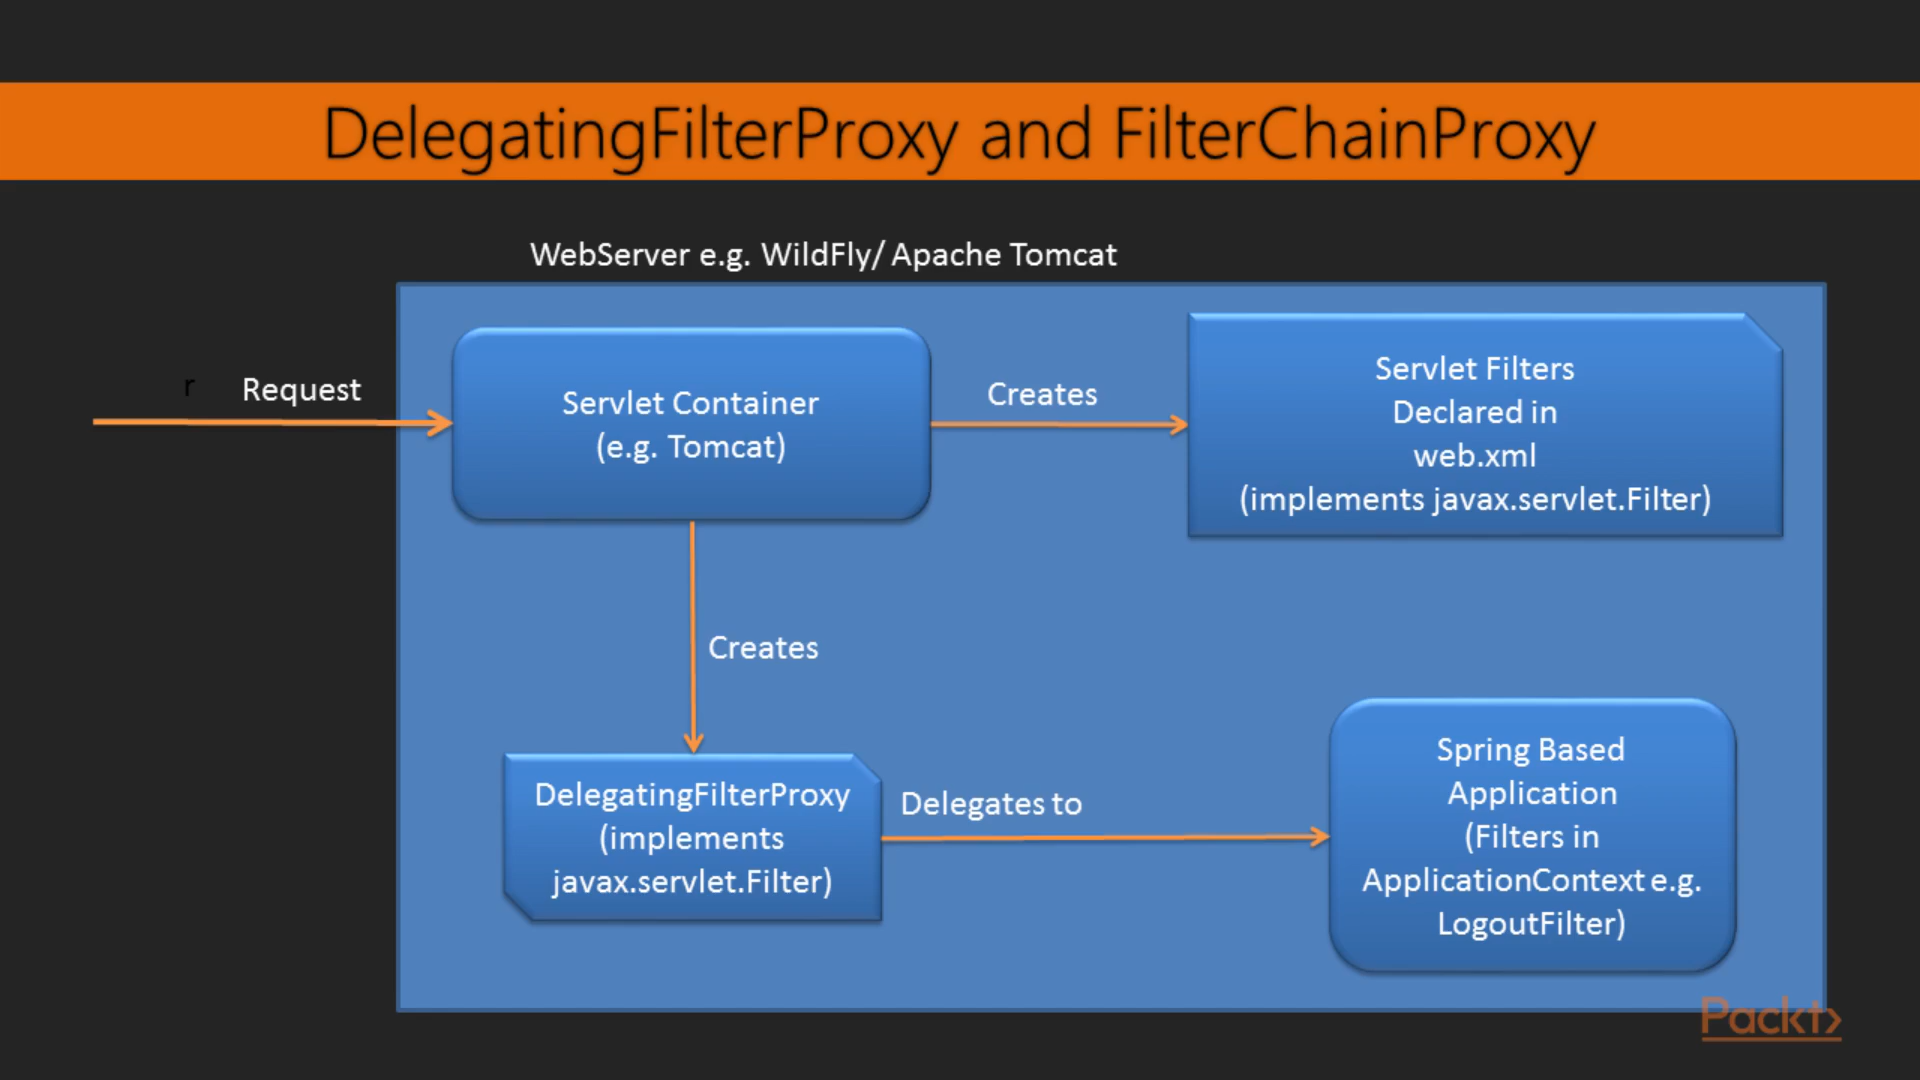 DelegatingFilterProxy and FilterChainProxy
WebServer e.g. WildFly/ Apache Tomcat
r Request
Servlet Container
(e.g. Tomcat)
Creates
Servlet Filters
Declared in
web.xml
(implements javax.servlet.Filter)
Creates
DelegatingFilterProxy
(implements
javax.servlet.Filter)
Delegates to
Spring Based
Application
(Filters in
ApplicationContext e.g.
LogoutFilter)
Packt>